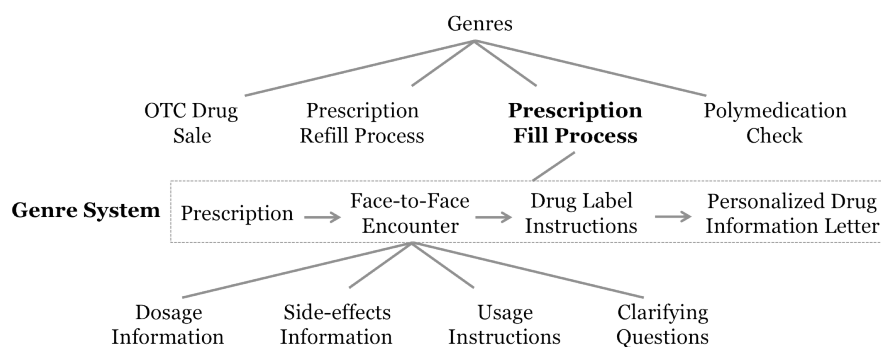 Genres
OTC Drug
Sale
Prescription
Refill Process
Prescription
Fill Process
Polymedication
Check
Genre System
Prescription
Face-to-Face
Encounter
Drug Label
Instructions
Personalized Drug
Information Letter
Dosage
Information
Side-effects
Information
Usage
Instructions
Clarifying
Questions